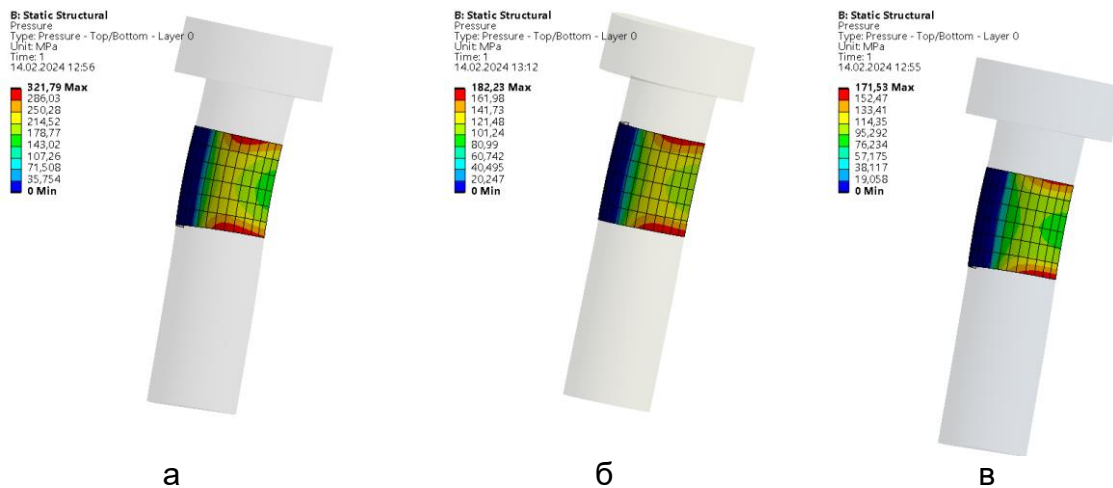 B: Static Structural
Pressure
Type: Pressure - Top/Bottom - Layer 0
Unit: MPa
Time: 1
14.02.2024 12:56
321,79 Max
286,03
250,28
214,52
178,77
143,02
107,26
71,508
35,754
0 Min
а
B: Static Structural
Pressure
Type: Pressure - Top/Bottom - Layer 0
Unit: MPa
Time: 1
14.02.2024 13:12
182,23 Max
161,98
141,73
121,48
101,24
80,99
60,742
40,495
20,247
0 Min
б
B: Static Structural
Pressure
Type: Pressure - Top/Bottom - Layer 0
Unit: MPa
Time: 1
14.02.2024 12:55
171,53 Max
152,47
133,41
114,35
95,292
76,234
57,175
38,117
19,058
0 Min
в